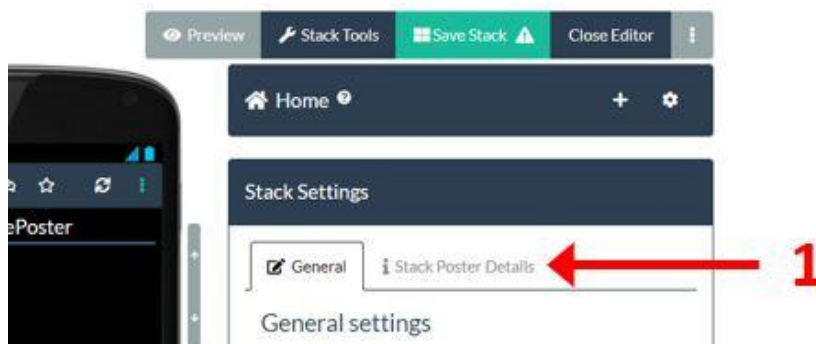 Preview Stack Tools Save Stack Close Editor
Home
Stack Settings
ePoster
General Stack Poster Details
1
General settings